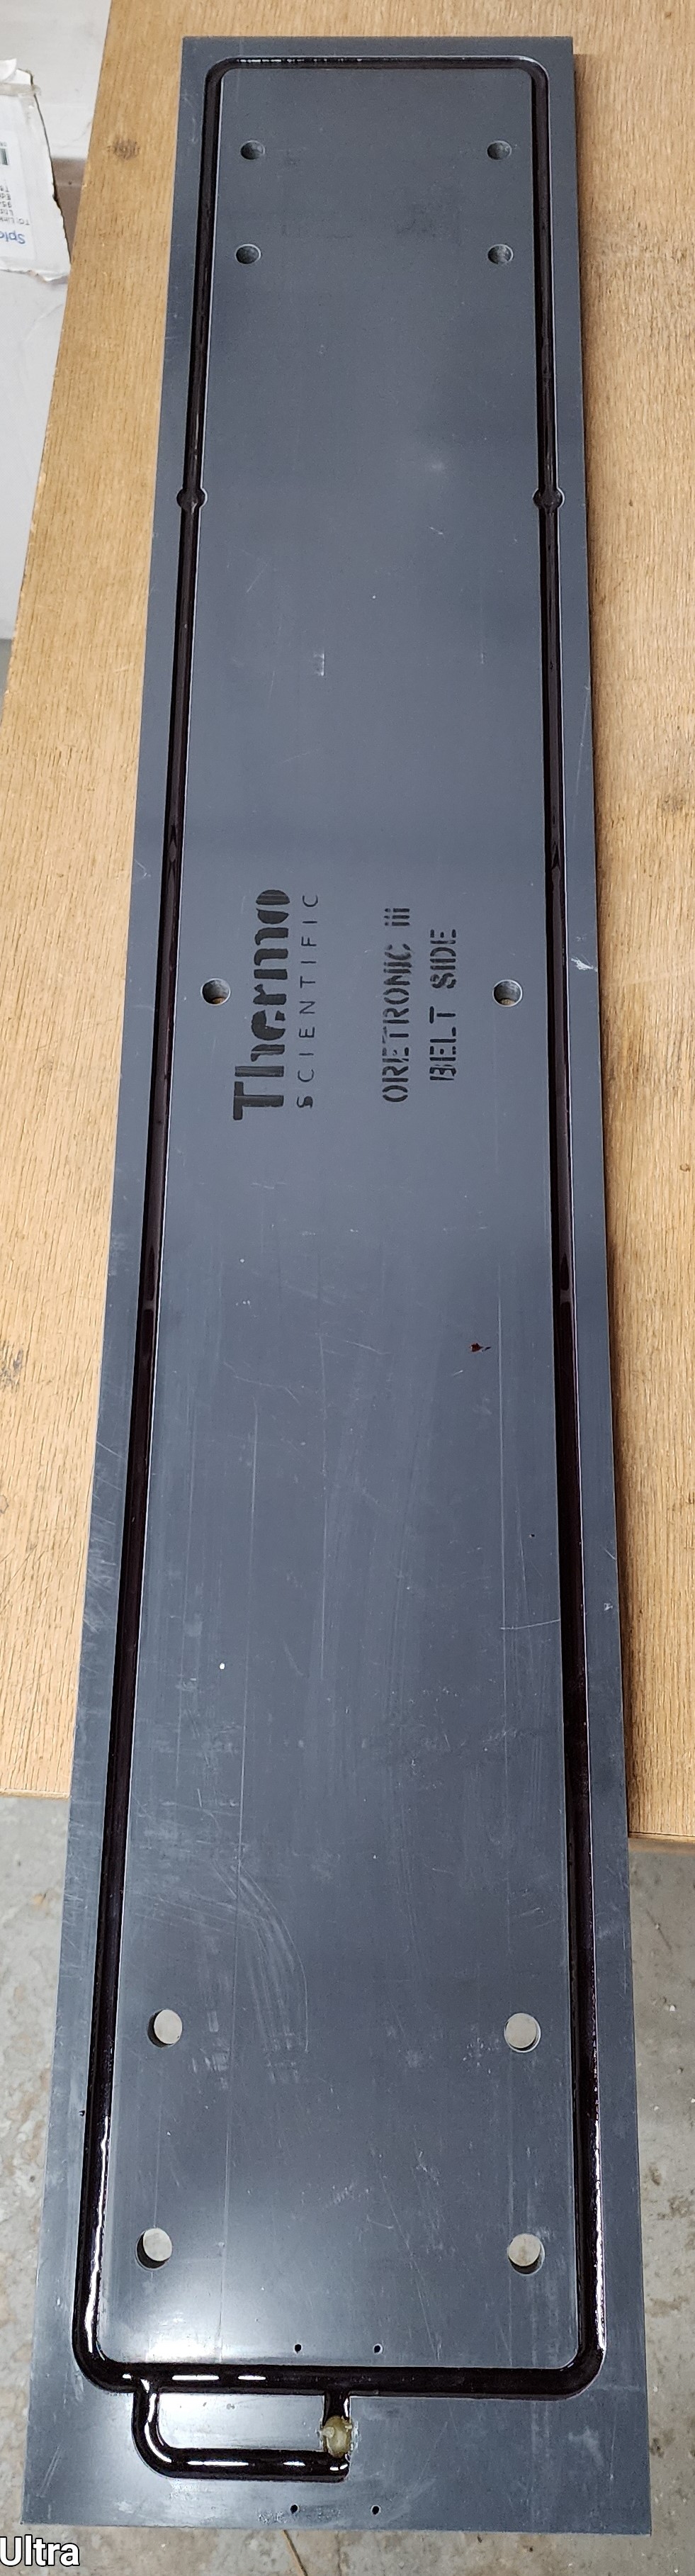 Thermo
SCIENTIFIC
ORETRONIC iii
BELT SIDE
Ultra